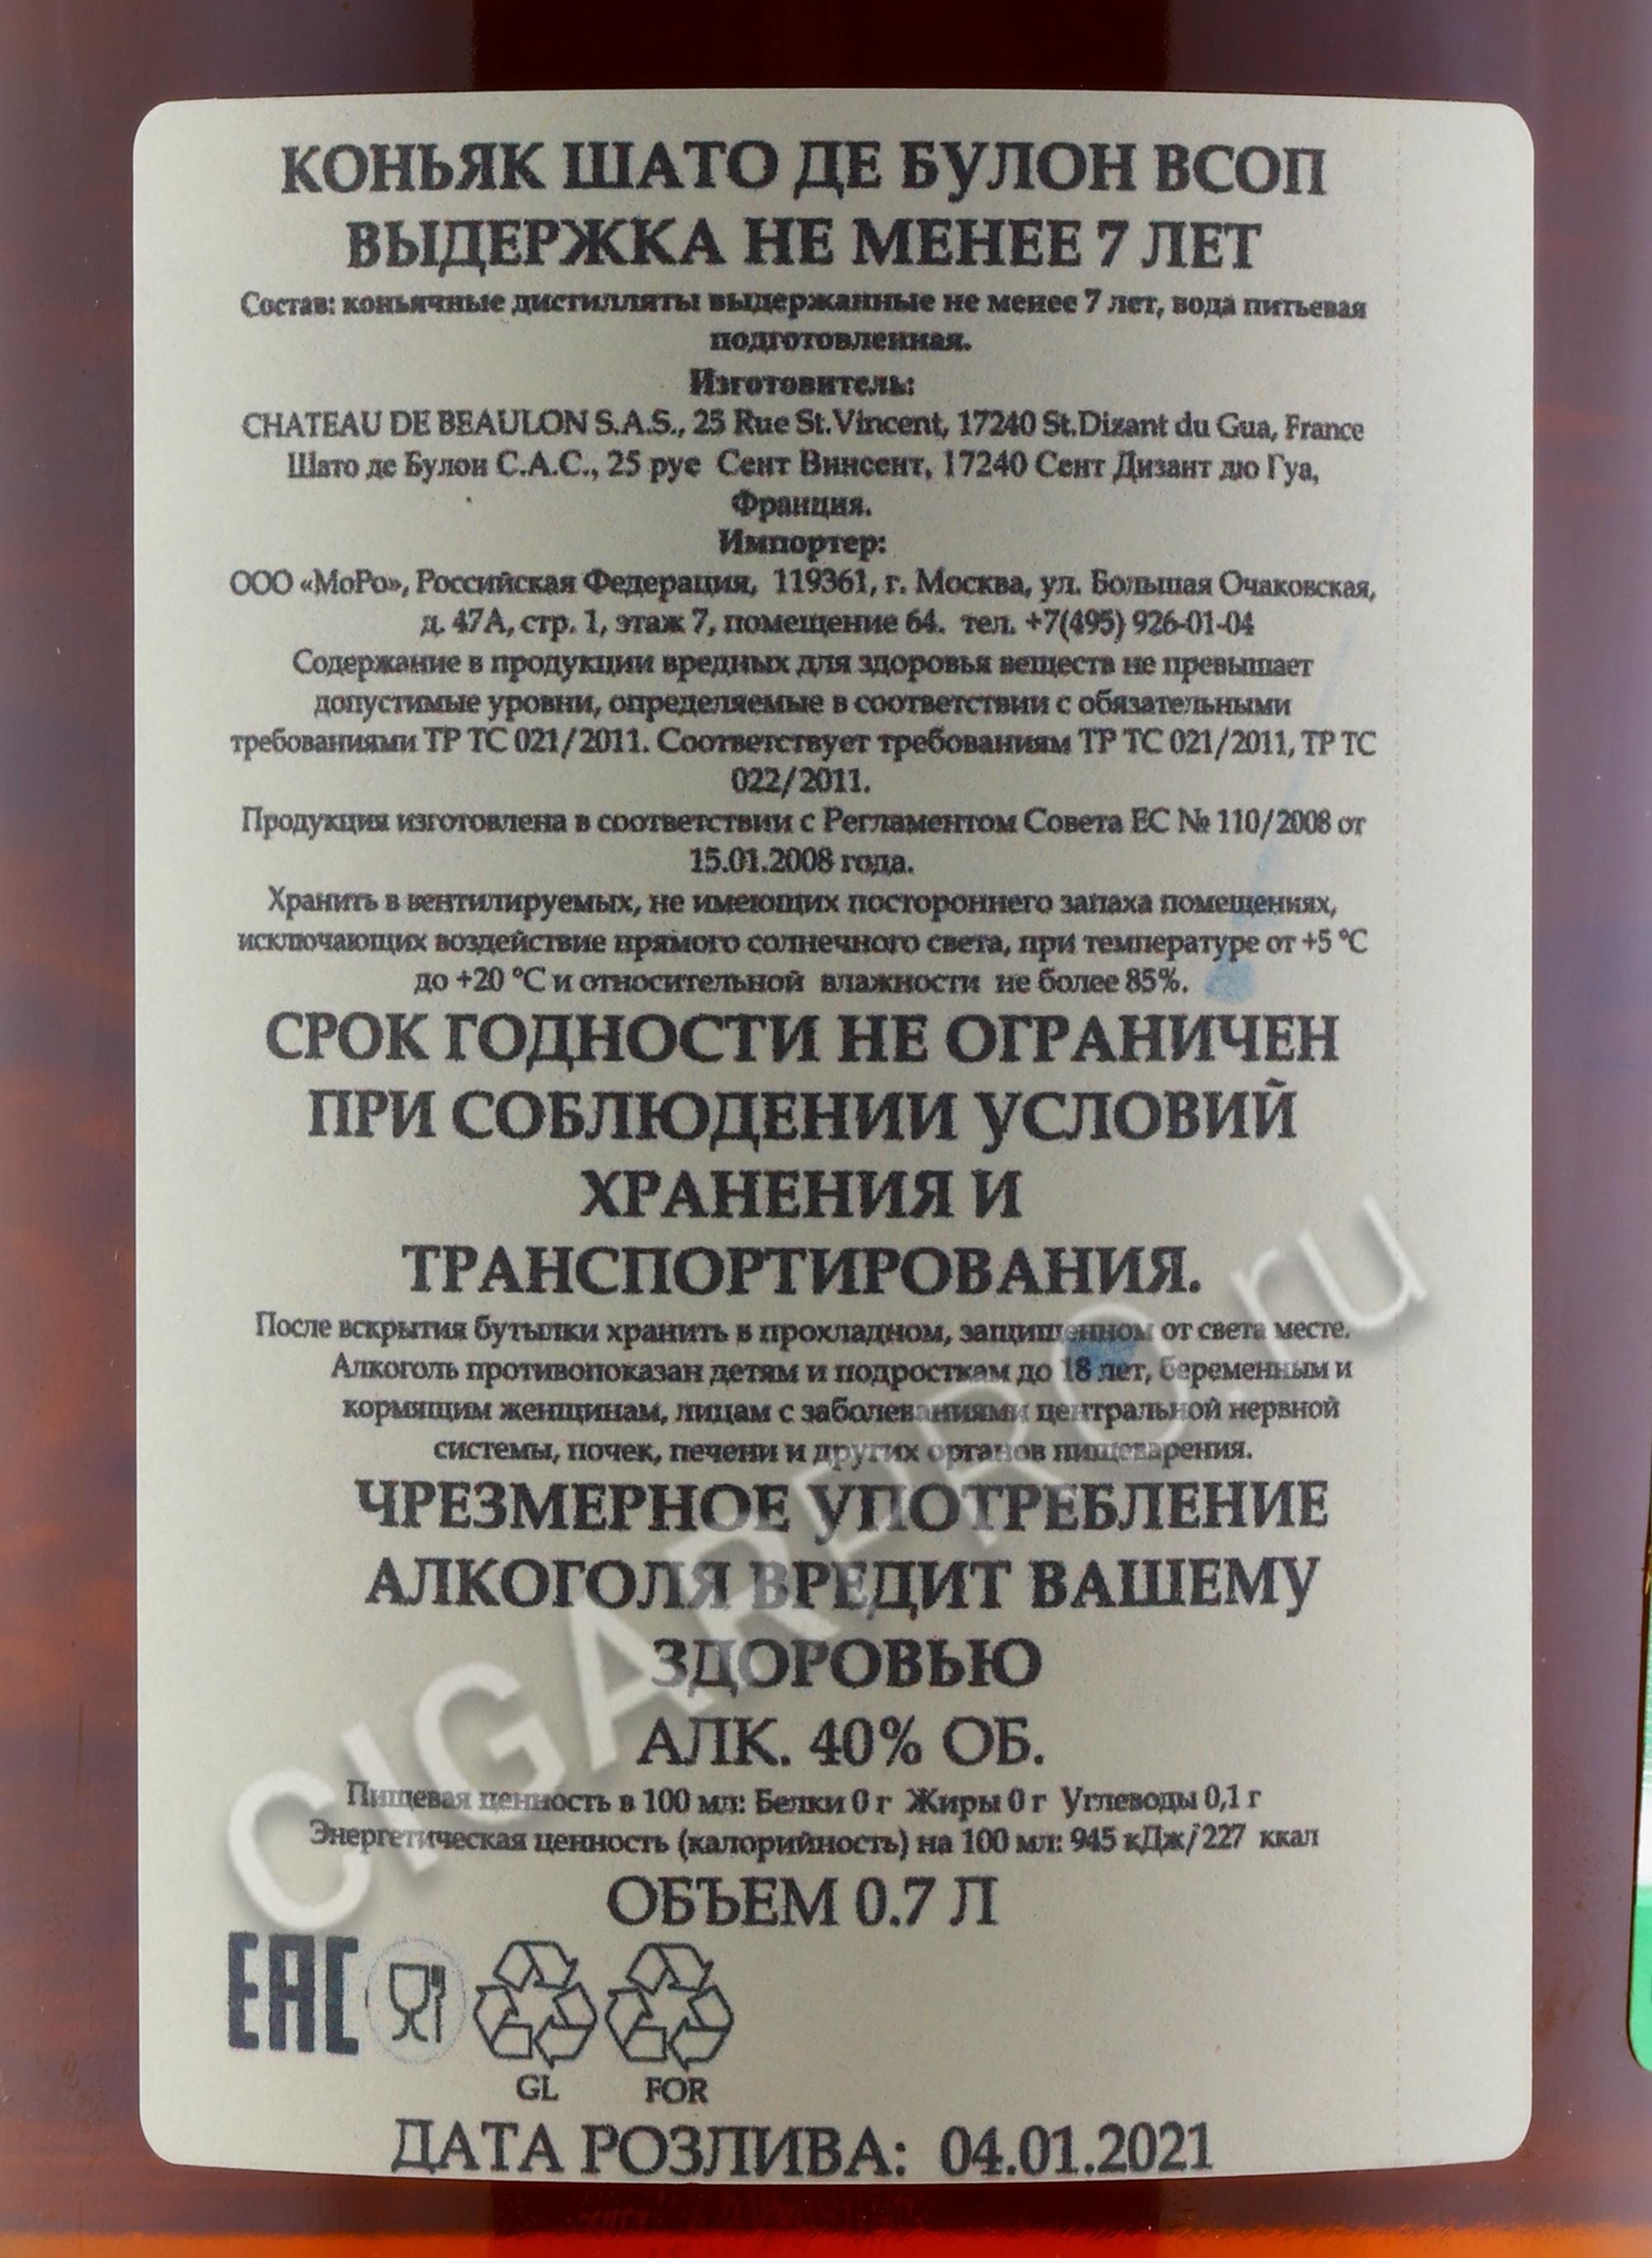 КОНЬЯК ШАТО ДЕ БУЛОН ВСОП
ВЫДЕРЖКА НЕ МЕНЕЕ 7 ЛЕТ
Состав: коньячные дистилляты выдержанные не менее 7 лет, вода питьевая
подготовленная.
Изготовитель:
CHATEAU DE BEAULON S.A.S., 25 Rue St.Vincent, 17240 St.Dizant du Gua, France
Шато де Булон С.А.С., 25 руе Сент Винсент, 17240 Сент Дизант дю Гуа,
Франция.
Импортер:
ООО «МоРо», Российская Федерация, 119361, г. Москва, ул. Большая Очаковская,
д. 47А, стр. 1, этаж 7, помещение 64. тел. +7(495) 926-01-04
Содержание в продукции вредных для здоровья веществ не превышает
допустимые уровни, определяемые в соответствии с обязательными
требованиями ТР ТС 021/2011. Соответствует требованиям ТР ТС 021/2011, ТР ТС
022/2011.
Продукция изготовлена в соответствии с Регламентом Совета ЕС № 110/2008 от
15.01.2008 года.
Хранить в вентилируемых, не имеющих постороннего запаха помещениях,
исключающих воздействие прямого солнечного света, при температуре от +5 °С
до +20 °С и относительной влажности не более 85%.
СРОК ГОДНОСТИ НЕ ОГРАНИЧЕН
ПРИ СОБЛЮДЕНИИ УСЛОВИЙ
ХРАНЕНИЯ И
ТРАНСПОРТИРОВАНИЯ.
После вскрытия бутылки хранить в прохладном, защищенном от света месте.
Алкоголь противопоказан детям и подросткам до 18 лет, беременным и
кормящим женщинам, лицам с заболеваниями центральной нервной
системы, почек, печени и других органов пищеварения.
ЧРЕЗМЕРНОЕ УПОТРЕБЛЕНИЕ
АЛКОГОЛЯ ВРЕДИТ ВАШЕМУ
ЗДОРОВЬЮ
АЛК. 40% ОБ.
Пищевая ценность в 100 мл: Белки 0 г Жиры 0 г Углеводы 0,1 г
Энергетическая ценность (калорийность) на 100 мл: 945 кДж/227 ккал
ОБЪЕМ 0.7 Л
EAC
GL FOR
ДАТА РОЗЛИВА: 04.01.2021
CIGARPRO.ru